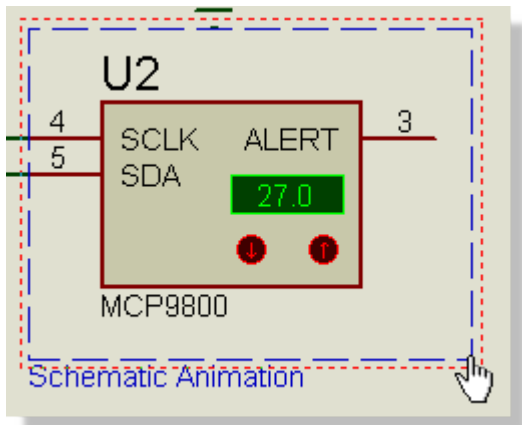 U2
4 SCLK ALERT 3
5 SDA
27.0
↓ ↑
MCP9800
Schematic Animation